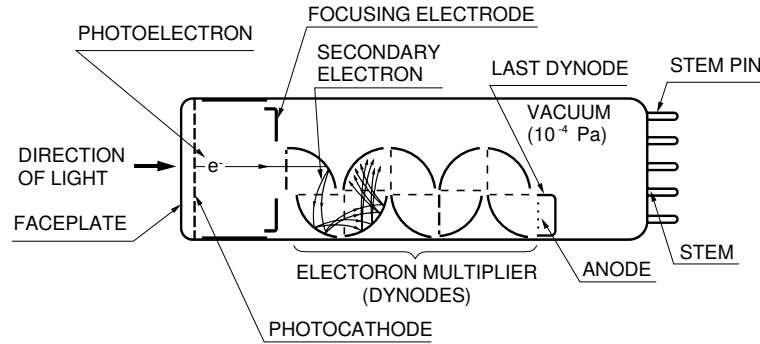 FOCUSING ELECTRODE
PHOTOELECTRON
SECONDARY
ELECTRON
LAST DYNODE
STEM PIN
VACUUM
(10-4 Pa)
DIRECTION
OF LIGHT
e-
FACEPLATE
STEM
ELECTORON MULTIPLIER
(DYNODES)
ANODE
PHOTOCATHODE